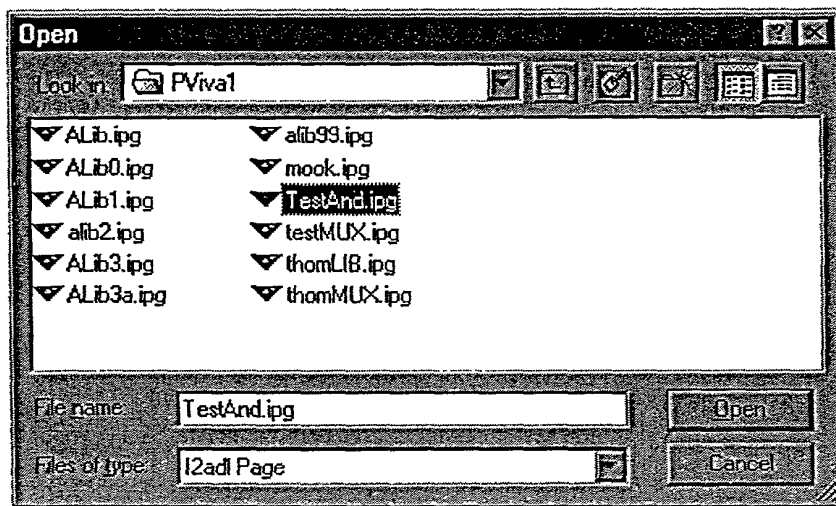 Open
Look in: PViva1
ALib.ipg alib99.ipg
ALib0.ipg mook.ipg
ALib1.ipg TestAnd.ipg
alib2.ipg testMUX.ipg
ALib3.ipg thomLIB.ipg
ALib3a.ipg thomMUX.ipg
File name: TestAnd.ipg Open
Files of type: I2adl Page Cancel